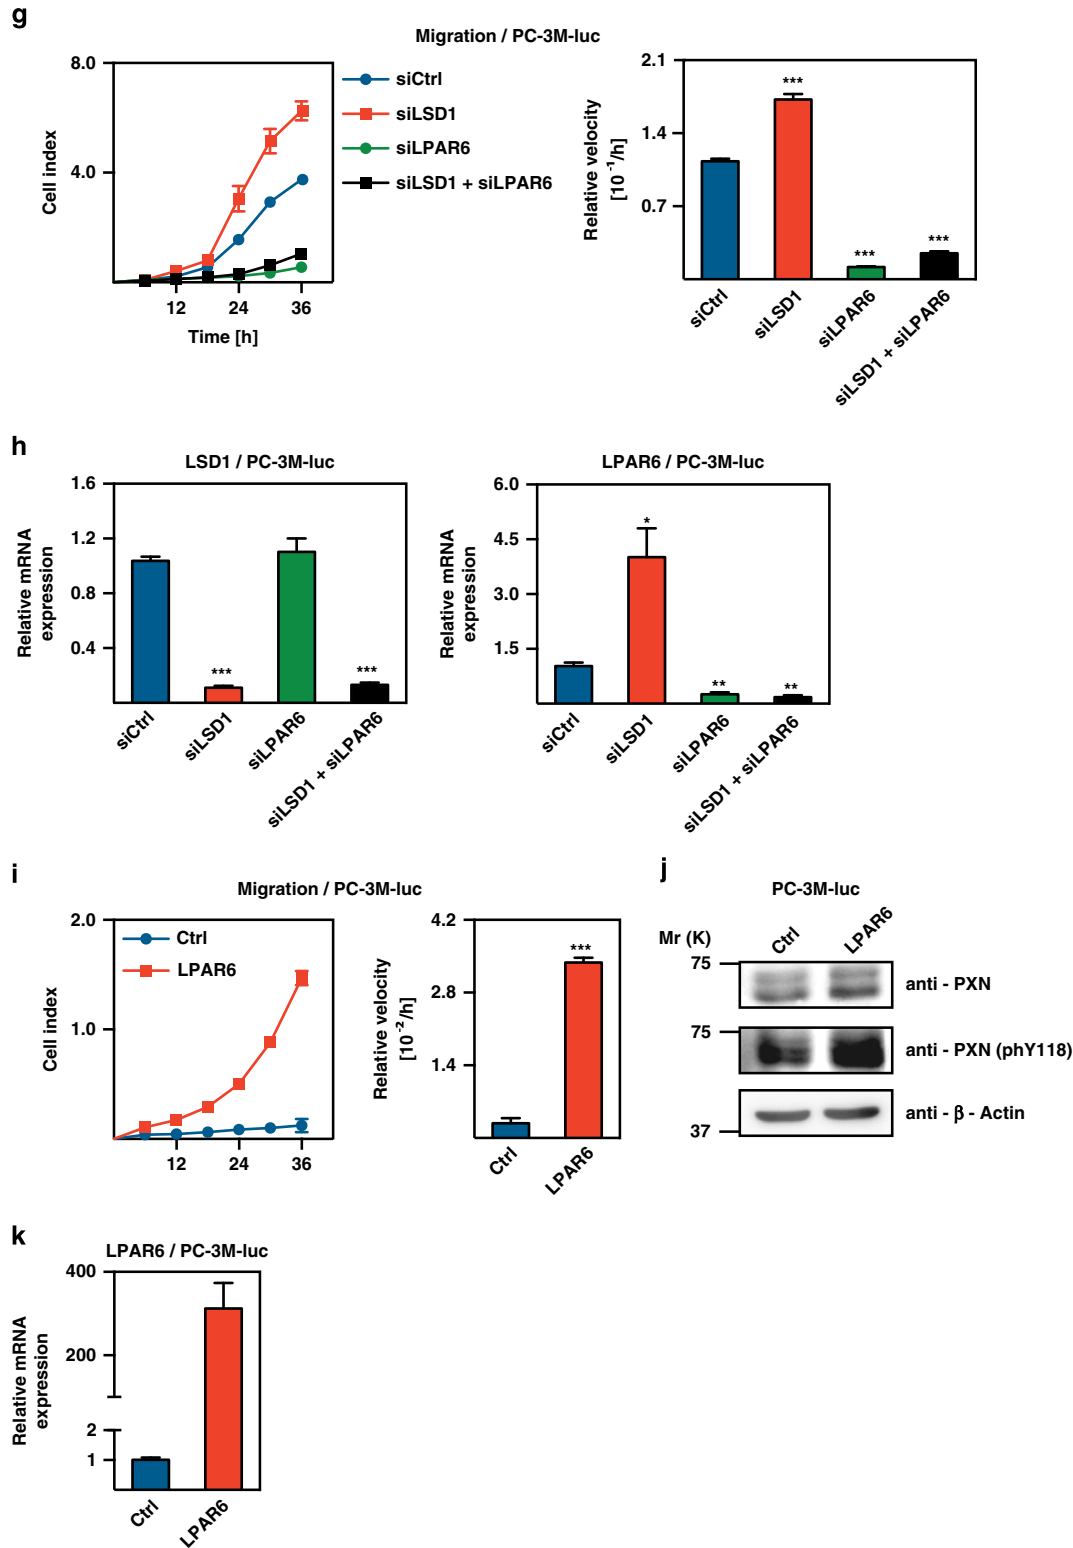 g
Migration / PC-3M-luc
8.0
4.0
Cell index
12
24
36
Time [h]
siCtrl
siLSD1
siLPAR6
siLSD1 + siLPAR6
2.1
1.4
0.7
Relative velocity
[10⁻¹/h]
***
***
***
siCtrl
siLSD1
siLPAR6
siLSD1 + siLPAR6
h
LSD1 / PC-3M-luc
1.6
1.2
0.8
0.4
Relative mRNA
expression
***
***
siCtrl
siLSD1
siLPAR6
siLSD1 + siLPAR6
LPAR6 / PC-3M-luc
6.0
4.5
3.0
1.5
Relative mRNA
expression
*
**
**
siCtrl
siLSD1
siLPAR6
siLSD1 + siLPAR6
i
Migration / PC-3M-luc
2.0
1.0
Cell index
Ctrl
LPAR6
12
24
36
4.2
2.8
1.4
Relative velocity
[10⁻²/h]
***
Ctrl
LPAR6
j
PC-3M-luc
Mr (K)
Ctrl
LPAR6
75
anti - PXN
75
anti - PXN (phY118)
anti - β - Actin
37
k
LPAR6 / PC-3M-luc
400
200
2
1
Relative mRNA
expression
Ctrl
LPAR6